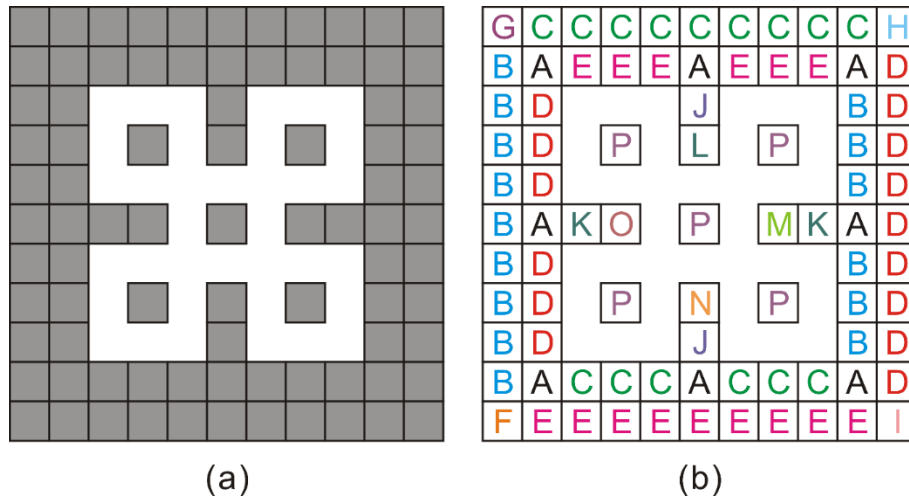 G C C C C C C C C C H
B A E E E A E E E A D
B D J B D
B D P L P B D
B D B D
B A K O P M K A D
B D B D
B D P N P B D
B D J B D
B A C C C A C C C A D
F E E E E E E E E E I
(a) (b)